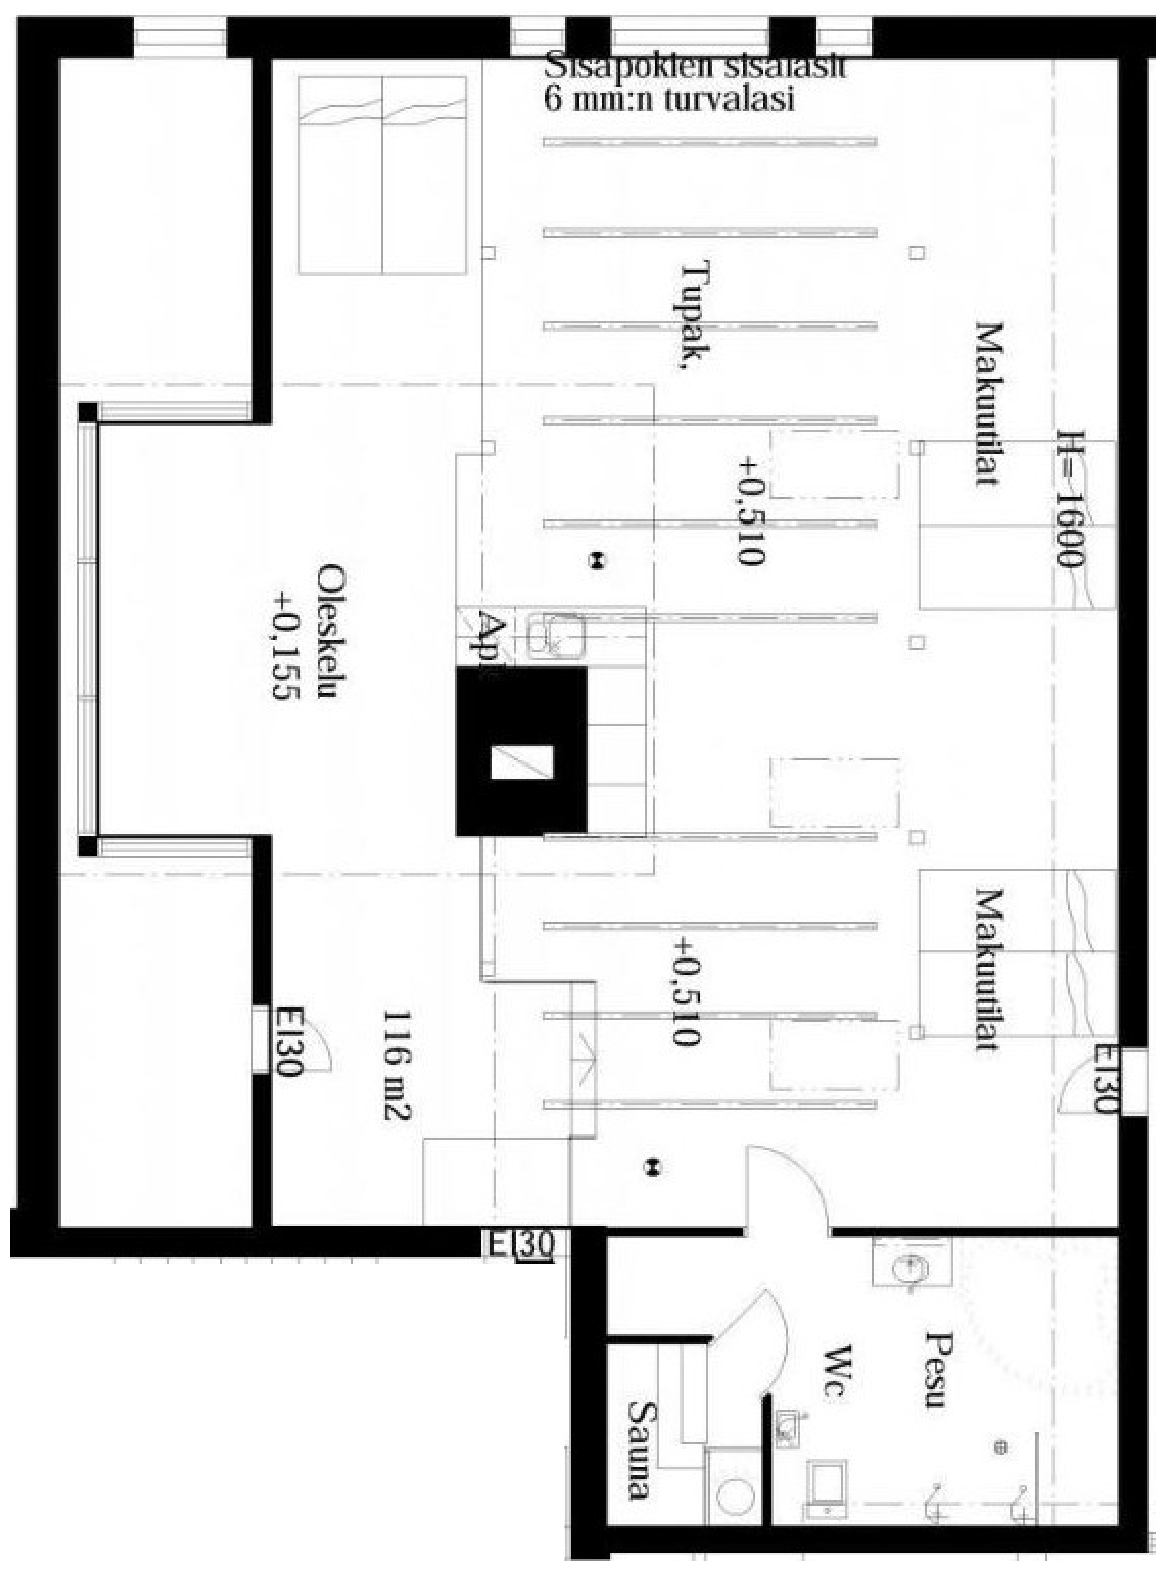 Sisäpokien sisälasit
6 mm:n turvalasi
Tupak,
Makuutilat
H= 1600
+0,510
Oleskelu
+0,155
Apk
Makuutilat
+0,510
116 m2
EI30
EI30
EI30
Pesu
Wc
Sauna